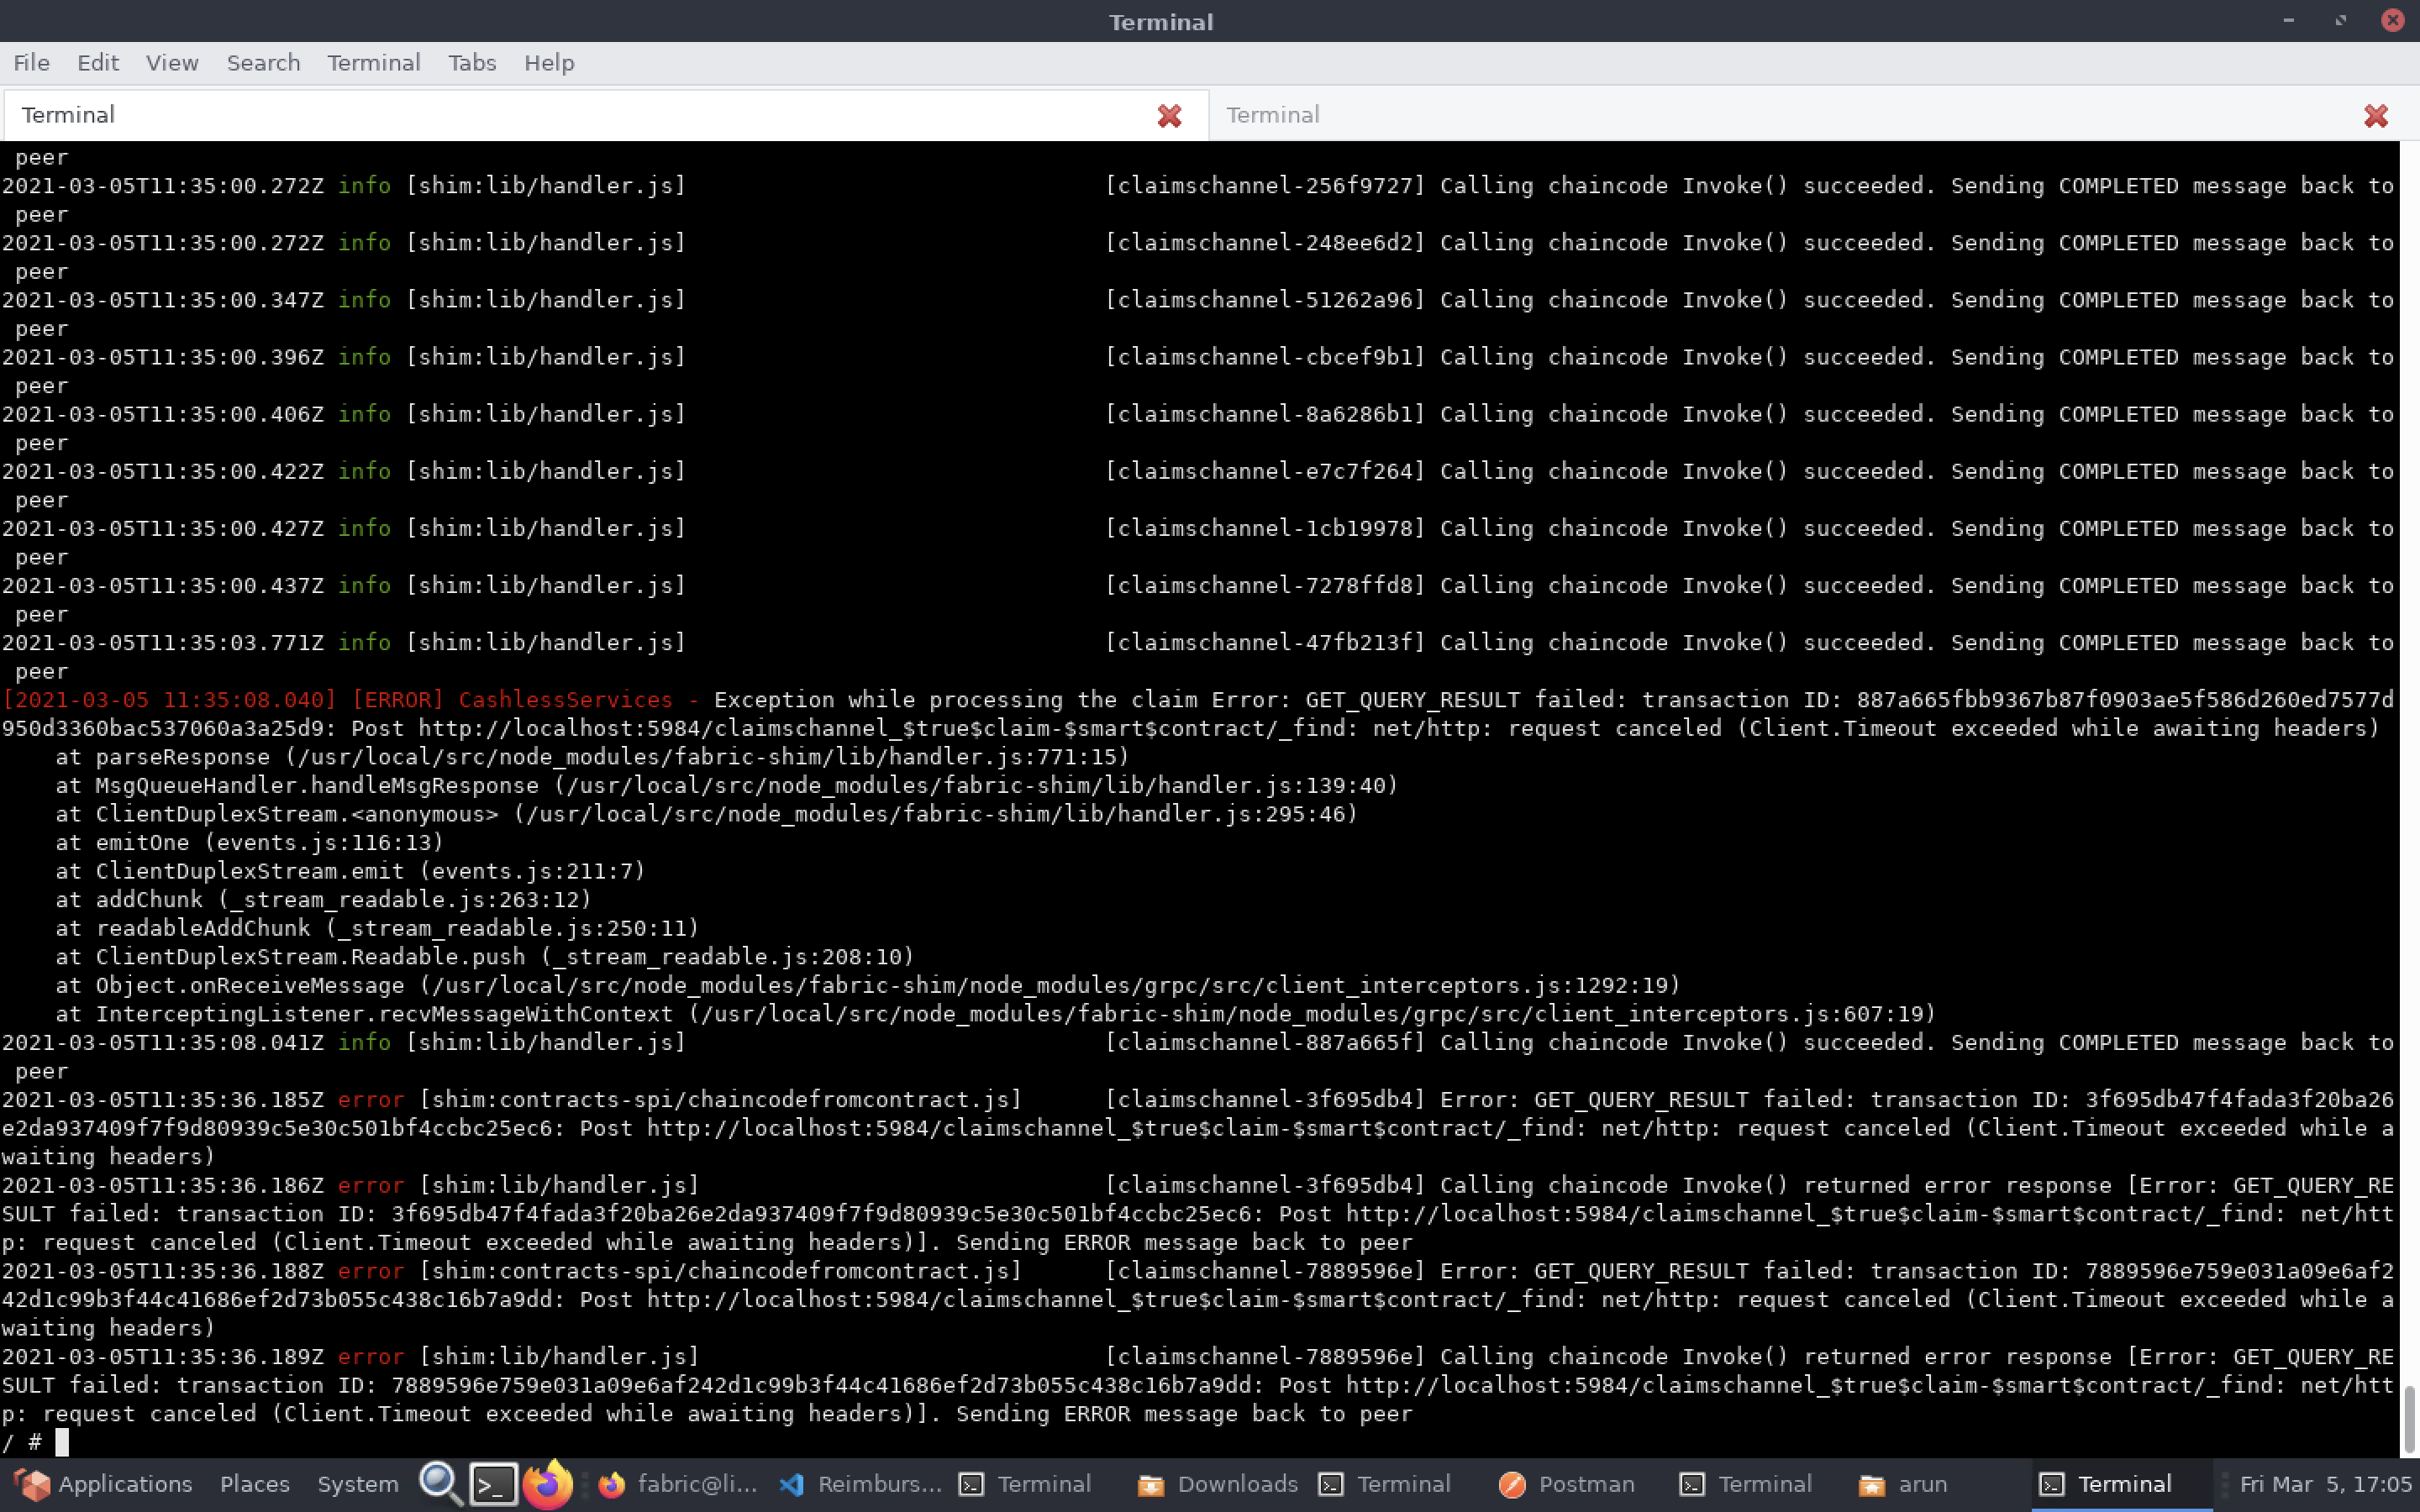 Terminal
File Edit View Search Terminal Tabs Help
Terminal Terminal
peer
2021-03-05T11:35:00.272Z info [shim:lib/handler.js] [claimschannel-256f9727] Calling chaincode Invoke() succeeded. Sending COMPLETED message back to
peer
2021-03-05T11:35:00.272Z info [shim:lib/handler.js] [claimschannel-248ee6d2] Calling chaincode Invoke() succeeded. Sending COMPLETED message back to
peer
2021-03-05T11:35:00.347Z info [shim:lib/handler.js] [claimschannel-51262a96] Calling chaincode Invoke() succeeded. Sending COMPLETED message back to
peer
2021-03-05T11:35:00.396Z info [shim:lib/handler.js] [claimschannel-cbcef9b1] Calling chaincode Invoke() succeeded. Sending COMPLETED message back to
peer
2021-03-05T11:35:00.406Z info [shim:lib/handler.js] [claimschannel-8a6286b1] Calling chaincode Invoke() succeeded. Sending COMPLETED message back to
peer
2021-03-05T11:35:00.422Z info [shim:lib/handler.js] [claimschannel-e7c7f264] Calling chaincode Invoke() succeeded. Sending COMPLETED message back to
peer
2021-03-05T11:35:00.427Z info [shim:lib/handler.js] [claimschannel-1cb19978] Calling chaincode Invoke() succeeded. Sending COMPLETED message back to
peer
2021-03-05T11:35:00.437Z info [shim:lib/handler.js] [claimschannel-7278ffd8] Calling chaincode Invoke() succeeded. Sending COMPLETED message back to
peer
2021-03-05T11:35:03.771Z info [shim:lib/handler.js] [claimschannel-47fb213f] Calling chaincode Invoke() succeeded. Sending COMPLETED message back to
peer
[2021-03-05 11:35:08.040] [ERROR] CashlessServices - Exception while processing the claim Error: GET_QUERY_RESULT failed: transaction ID: 887a665fbb9367b87f0903ae5f586d260ed7577d
950d3360bac537060a3a25d9: Post http://localhost:5984/claimschannel_$true$claim-$smart$contract/_find: net/http: request canceled (Client.Timeout exceeded while awaiting headers)
at parseResponse (/usr/local/src/node_modules/fabric-shim/lib/handler.js:771:15)
at MsgQueueHandler.handleMsgResponse (/usr/local/src/node_modules/fabric-shim/lib/handler.js:139:40)
at ClientDuplexStream.<anonymous> (/usr/local/src/node_modules/fabric-shim/lib/handler.js:295:46)
at emitOne (events.js:116:13)
at ClientDuplexStream.emit (events.js:211:7)
at addChunk (_stream_readable.js:263:12)
at readableAddChunk (_stream_readable.js:250:11)
at ClientDuplexStream.Readable.push (_stream_readable.js:208:10)
at Object.onReceiveMessage (/usr/local/src/node_modules/fabric-shim/node_modules/grpc/src/client_interceptors.js:1292:19)
at InterceptingListener.recvMessageWithContext (/usr/local/src/node_modules/fabric-shim/node_modules/grpc/src/client_interceptors.js:607:19)
2021-03-05T11:35:08.041Z info [shim:lib/handler.js] [claimschannel-887a665f] Calling chaincode Invoke() succeeded. Sending COMPLETED message back to
peer
2021-03-05T11:35:36.185Z error [shim:contracts-spi/chaincodefromcontract.js] [claimschannel-3f695db4] Error: GET_QUERY_RESULT failed: transaction ID: 3f695db47f4fada3f20ba26
e2da937409f7f9d80939c5e30c501bf4ccbc25ec6: Post http://localhost:5984/claimschannel_$true$claim-$smart$contract/_find: net/http: request canceled (Client.Timeout exceeded while a
waiting headers)
2021-03-05T11:35:36.186Z error [shim:lib/handler.js] [claimschannel-3f695db4] Calling chaincode Invoke() returned error response [Error: GET_QUERY_RE
SULT failed: transaction ID: 3f695db47f4fada3f20ba26e2da937409f7f9d80939c5e30c501bf4ccbc25ec6: Post http://localhost:5984/claimschannel_$true$claim-$smart$contract/_find: net/htt
p: request canceled (Client.Timeout exceeded while awaiting headers)]. Sending ERROR message back to peer
2021-03-05T11:35:36.188Z error [shim:contracts-spi/chaincodefromcontract.js] [claimschannel-7889596e] Error: GET_QUERY_RESULT failed: transaction ID: 7889596e759e031a09e6af2
42d1c99b3f44c41686ef2d73b055c438c16b7a9dd: Post http://localhost:5984/claimschannel_$true$claim-$smart$contract/_find: net/http: request canceled (Client.Timeout exceeded while a
waiting headers)
2021-03-05T11:35:36.189Z error [shim:lib/handler.js] [claimschannel-7889596e] Calling chaincode Invoke() returned error response [Error: GET_QUERY_RE
SULT failed: transaction ID: 7889596e759e031a09e6af242d1c99b3f44c41686ef2d73b055c438c16b7a9dd: Post http://localhost:5984/claimschannel_$true$claim-$smart$contract/_find: net/htt
p: request canceled (Client.Timeout exceeded while awaiting headers)]. Sending ERROR message back to peer
/ #
Applications Places System fabric@li... Reimburs... Terminal Downloads Terminal Postman Terminal arun Terminal Fri Mar 5, 17:05